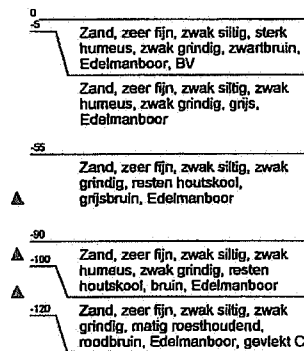 0
-5
Zand, zeer fijn, zwak siltig, sterk
humeus, zwak grindig, zwartbruin,
Edelmanboor, BV
Zand, zeer fijn, zwak siltig, zwak
humeus, zwak grindig, grijs,
Edelmanboor
-55
Zand, zeer fijn, zwak siltig, zwak
grindig, resten houtskool,
grijsbruin, Edelmanboor
-90
Zand, zeer fijn, zwak siltig, zwak
-100
humeus, zwak grindig, resten
houtskool, bruin, Edelmanboor
-120
Zand, zeer fijn, zwak siltig, zwak
grindig, matig roesthoudend,
roodbruin, Edelmanboor, gevlekt C